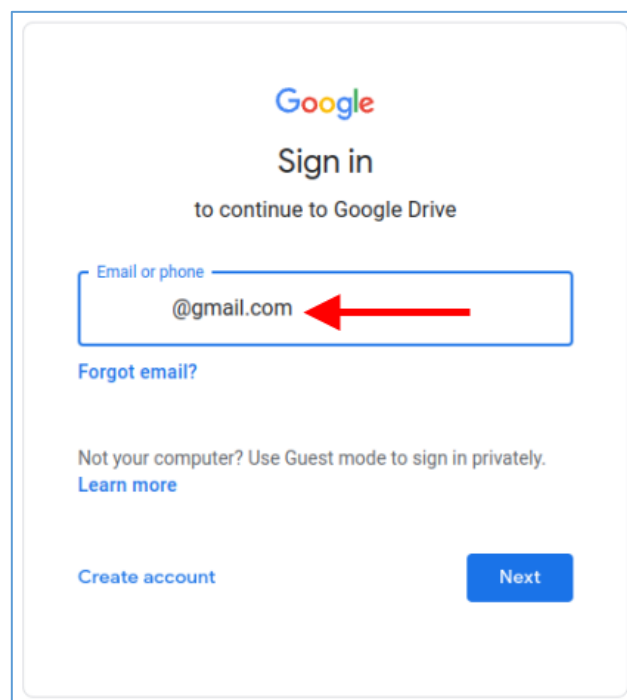 Google
Sign in
to continue to Google Drive
Email or phone
@gmail.com
Forgot email?
Not your computer? Use Guest mode to sign in privately.
Learn more
Create account
Next